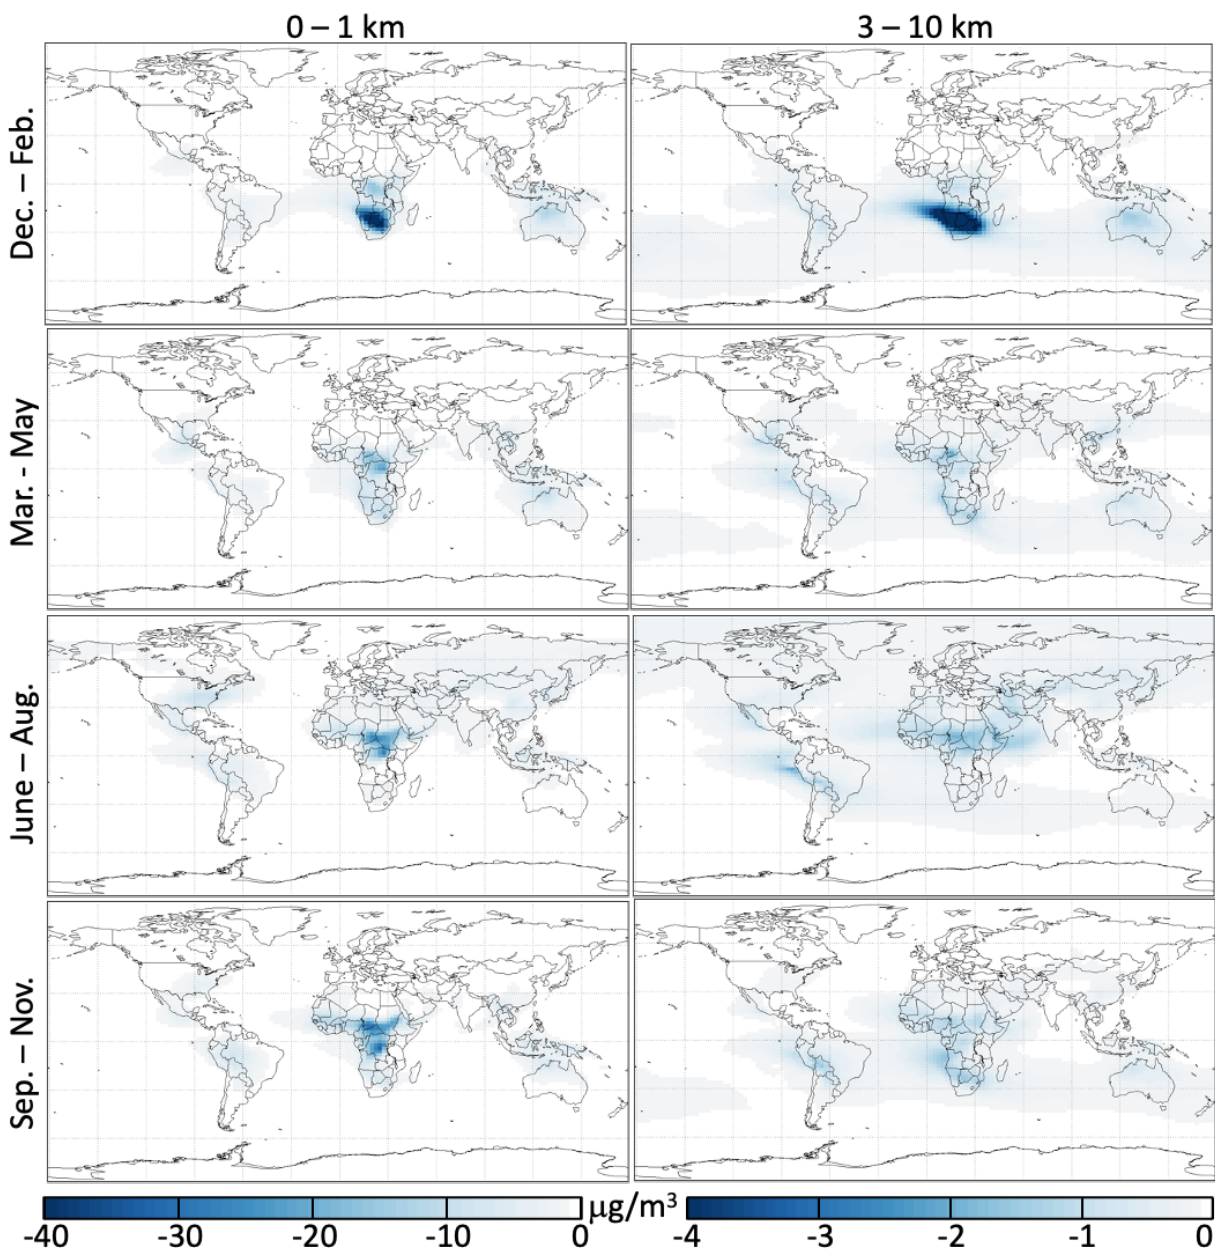 0 – 1 km
3 – 10 km
Dec. – Feb.
Mar. - May
June – Aug.
Sep. – Nov.
μg/m³
-40 -30 -20 -10 0
-4 -3 -2 -1 0